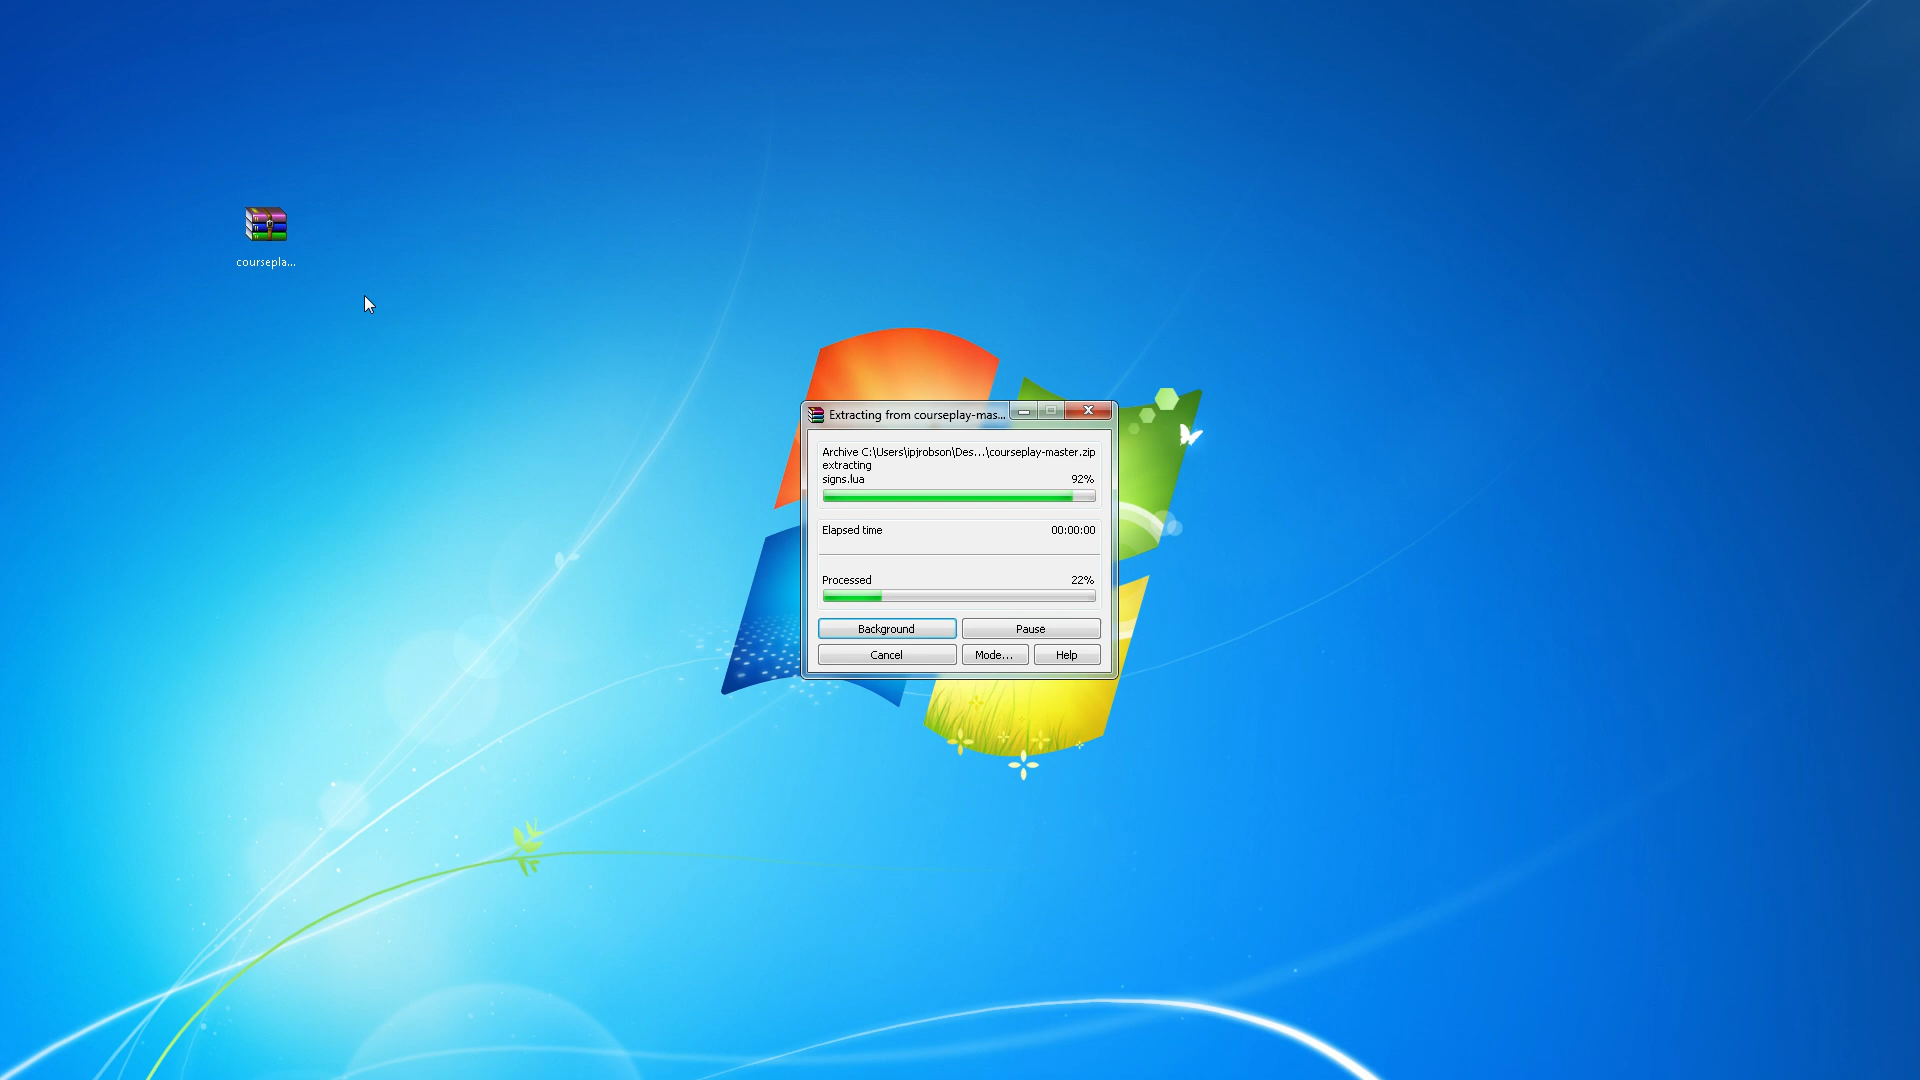 coursepla...
Extracting from courseplay-mas...
Archive C:\Users\ipjrobson\Des...\courseplay-master.zip
extracting
signs.lua 92%
Elapsed time 00:00:00
Processed 22%
Background Pause
Cancel Mode... Help